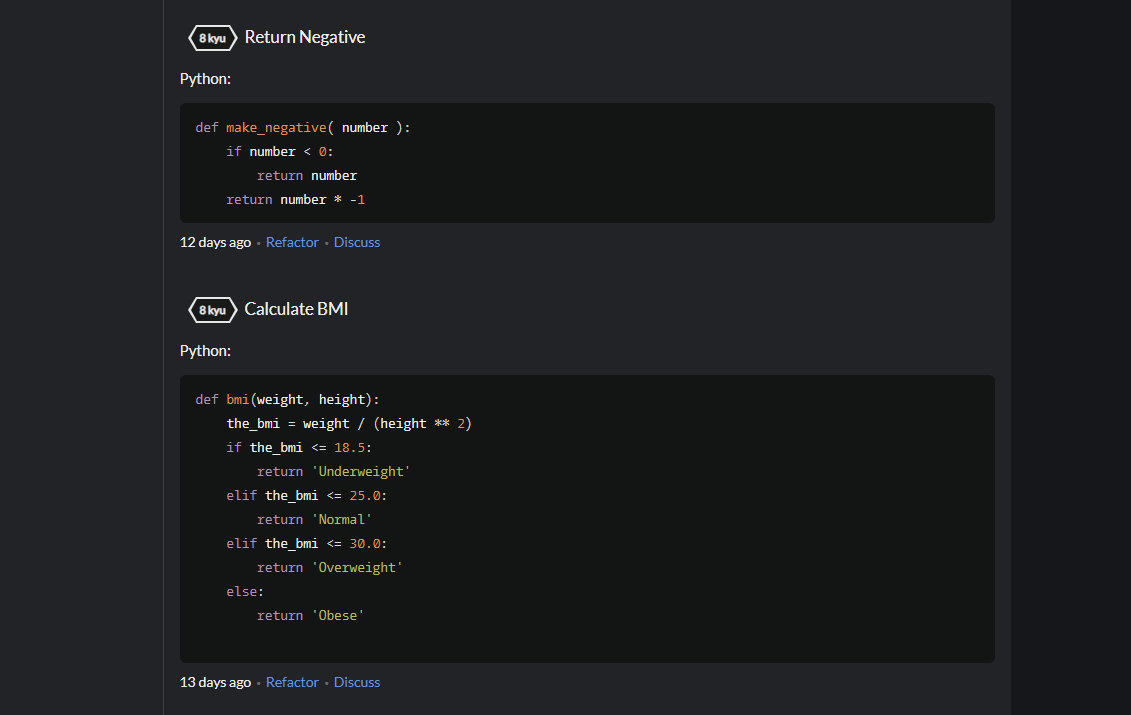 8 kyu Return Negative
Python:
def make_negative( number ):
    if number < 0:
        return number
    return number * -1
12 days ago • Refactor • Discuss
8 kyu Calculate BMI
Python:
def bmi(weight, height):
    the_bmi = weight / (height ** 2)
    if the_bmi <= 18.5:
        return 'Underweight'
    elif the_bmi <= 25.0:
        return 'Normal'
    elif the_bmi <= 30.0:
        return 'Overweight'
    else:
        return 'Obese'
13 days ago • Refactor • Discuss